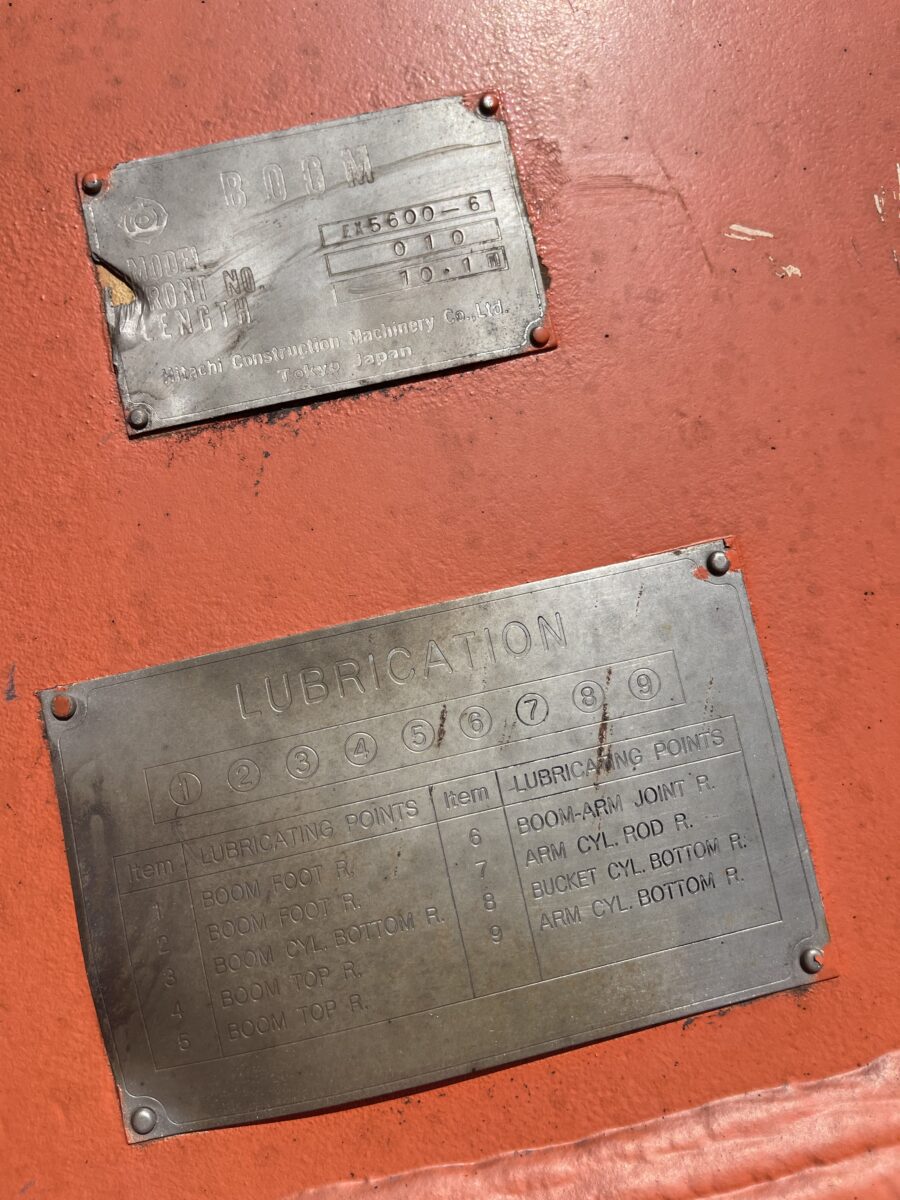 BOOM
MODEL EX5600-6
FRONT NO. 010
LENGTH 10.1 M
Hitachi Construction Machinery Co., Ltd.
Tokyo Japan
LUBRICATION
① ② ③ ④ ⑤ ⑥ ⑦ ⑧ ⑨
Item LUBRICATING POINTS Item LUBRICATING POINTS
1 BOOM FOOT R. 6 BOOM-ARM JOINT R.
2 BOOM FOOT R. 7 ARM CYL. ROD R.
3 BOOM CYL. BOTTOM R. 8 BUCKET CYL. BOTTOM R.
4 BOOM TOP R. 9 ARM CYL. BOTTOM R.
5 BOOM TOP R.